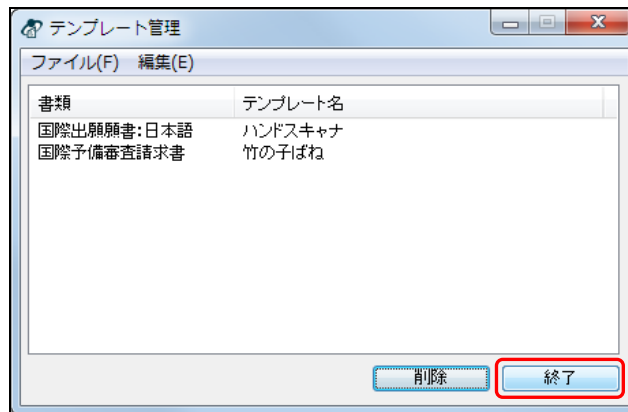 テンプレート管理
ファイル(F) 編集(E)
書類 テンプレート名
国際出願願書:日本語 ハンドスキャナ
国際予備審査請求書 竹の子ばね
削除 終了